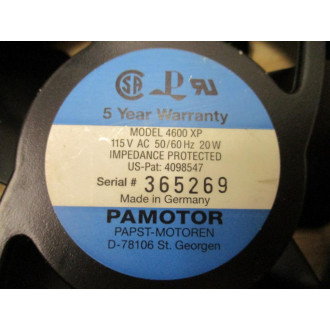 5 Year Warranty
MODEL 4600 XP
115 V AC 50/60 Hz 20 W
IMPEDANCE PROTECTED
US-Pat: 4098547
Serial # 365269
Made in Germany
PAMOTOR
PAPST-MOTOREN
D-78106 St. Georgen